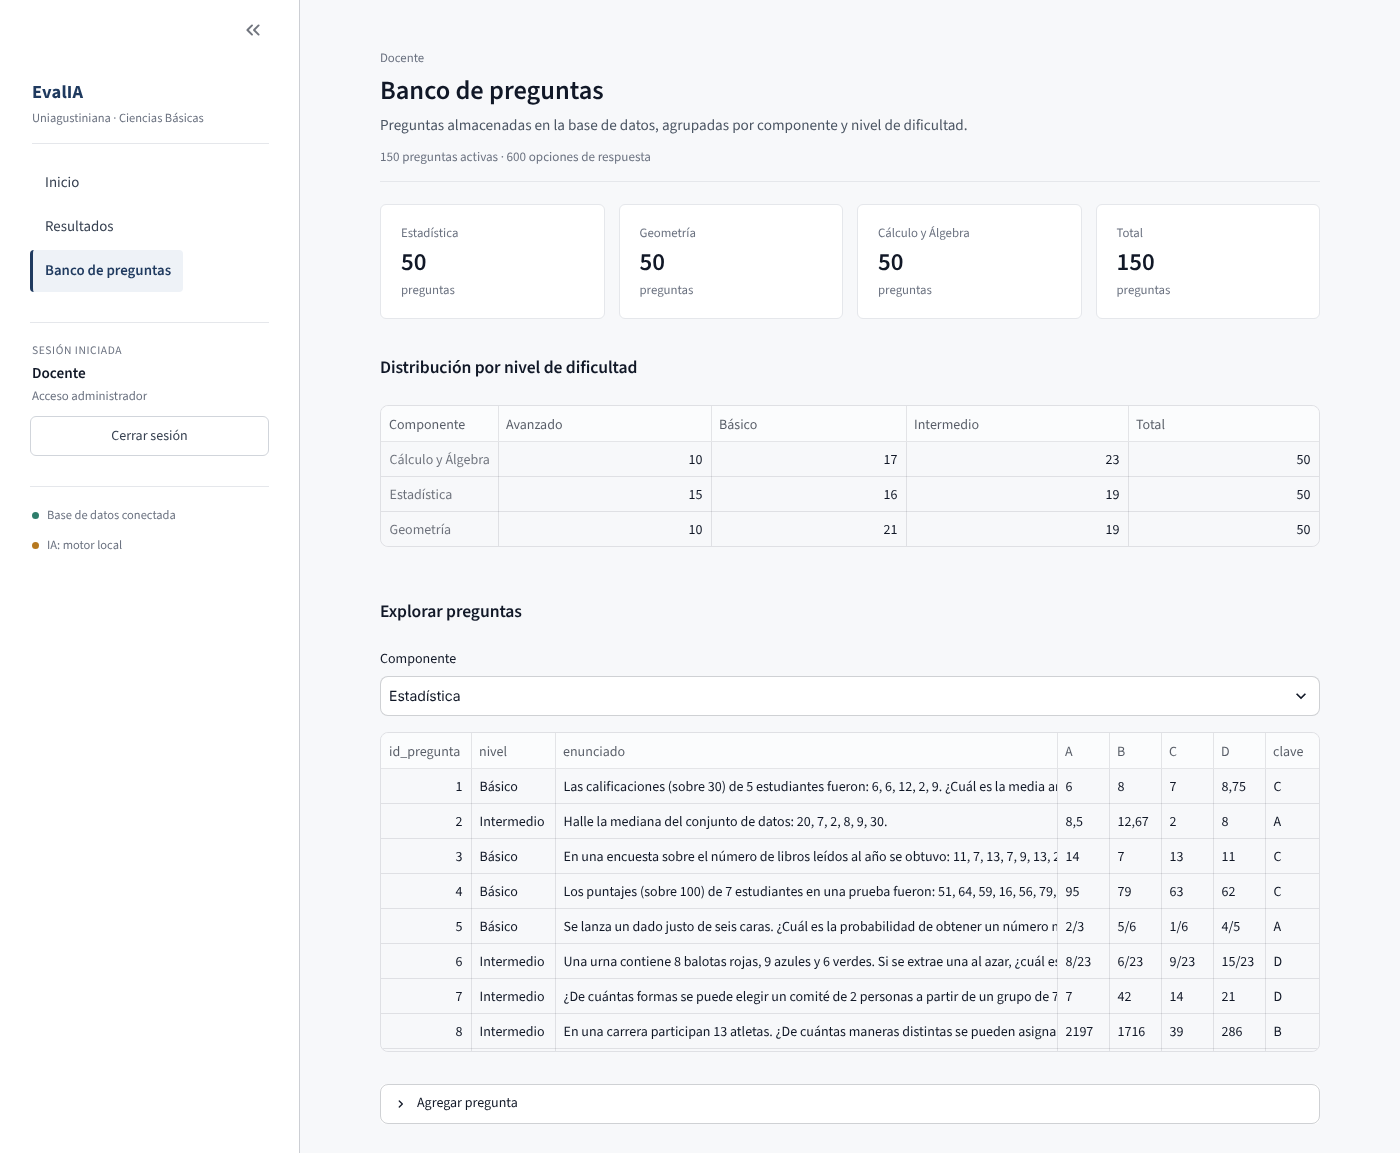 EvalIA
Uniagustiniana · Ciencias Básicas
Inicio
Resultados
Banco de preguntas
SESIÓN INICIADA
Docente
Acceso administrador
Cerrar sesión
Base de datos conectada
IA: motor local
Docente
Banco de preguntas
Preguntas almacenadas en la base de datos, agrupadas por componente y nivel de dificultad.
150 preguntas activas · 600 opciones de respuesta
Estadística
50
preguntas
Geometría
50
preguntas
Cálculo y Álgebra
50
preguntas
Total
150
preguntas
Distribución por nivel de dificultad
Componente Avanzado Básico Intermedio Total
Cálculo y Álgebra 10 17 23 50
Estadística 15 16 19 50
Geometría 10 21 19 50
Explorar preguntas
Componente
Estadística
id_pregunta nivel enunciado A B C D clave
1 Básico Las calificaciones (sobre 30) de 5 estudiantes fueron: 6, 6, 12, 2, 9. ¿Cuál es la media 6 8 7 8,75 C
2 Intermedio Halle la mediana del conjunto de datos: 20, 7, 2, 8, 9, 30. 8,5 12,67 2 8 A
3 Básico En una encuesta sobre el número de libros leídos al año se obtuvo: 11, 7, 13, 7, 9, 13, 2 14 7 13 11 C
4 Básico Los puntajes (sobre 100) de 7 estudiantes en una prueba fueron: 51, 64, 59, 16, 56, 79, 95 79 63 62 C
5 Básico Se lanza un dado justo de seis caras. ¿Cuál es la probabilidad de obtener un número 2/3 5/6 1/6 4/5 A
6 Intermedio Una urna contiene 8 balotas rojas, 9 azules y 6 verdes. Si se extrae una al azar, ¿cuál es 8/23 6/23 9/23 15/23 D
7 Intermedio ¿De cuántas formas se puede elegir un comité de 2 personas a partir de un grupo de 7 7 42 14 21 D
8 Intermedio En una carrera participan 13 atletas. ¿De cuántas maneras distintas se pueden asigna 2197 1716 39 286 B
Agregar pregunta